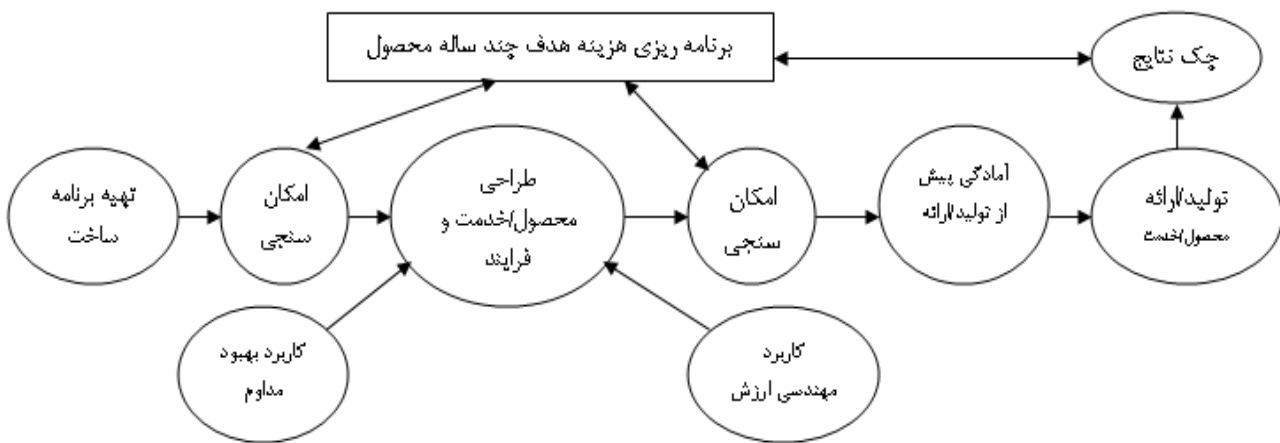 برنامه ریزی هزینه هدف چند ساله محصول
چک نتایج
تهیه برنامه
ساخت
امکان
سنجی
طراحی
محصول/خدمت و
فرایند
امکان
سنجی
آمادگی پیش
از تولید/ارائه
تولید/ارائه
محصول/خدمت
کاربرد بهبود
مداوم
کاربرد
مهندسی ارزش